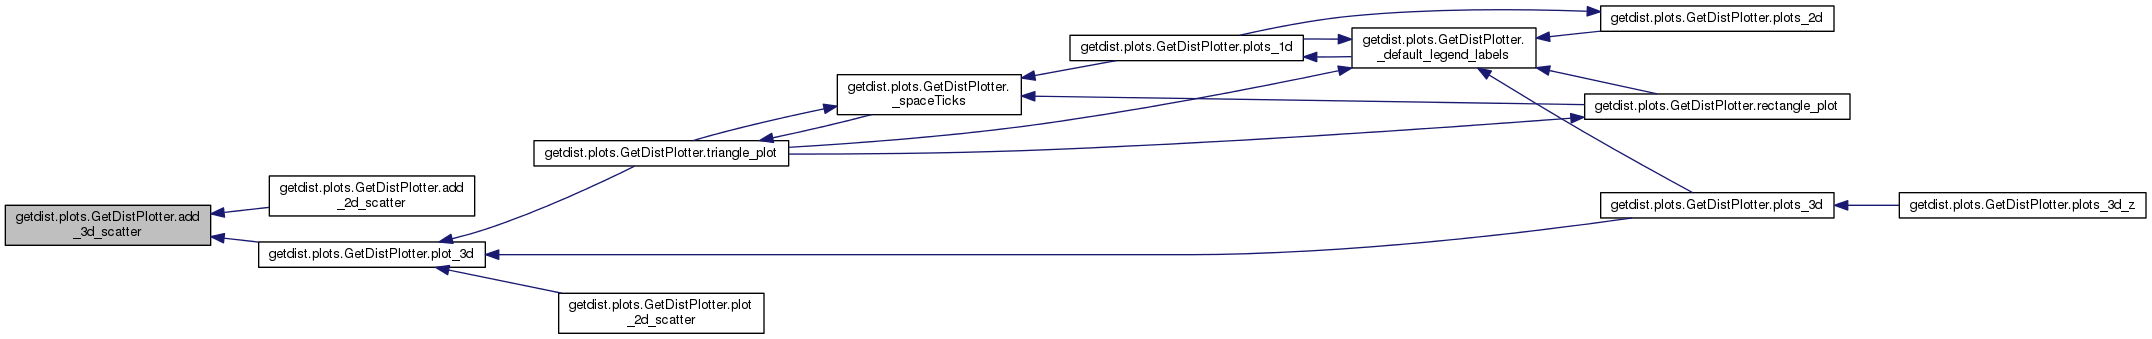 getdist.plots.GetDistPlotter.add
_3d_scatter
getdist.plots.GetDistPlotter.add
_2d_scatter
getdist.plots.GetDistPlotter.plot_3d
getdist.plots.GetDistPlotter.triangle_plot
getdist.plots.GetDistPlotter.plot
_2d_scatter
getdist.plots.GetDistPlotter.
_spaceTicks
getdist.plots.GetDistPlotter.plots_1d
getdist.plots.GetDistPlotter.
_default_legend_labels
getdist.plots.GetDistPlotter.plots_2d
getdist.plots.GetDistPlotter.rectangle_plot
getdist.plots.GetDistPlotter.plots_3d
getdist.plots.GetDistPlotter.plots_3d_z